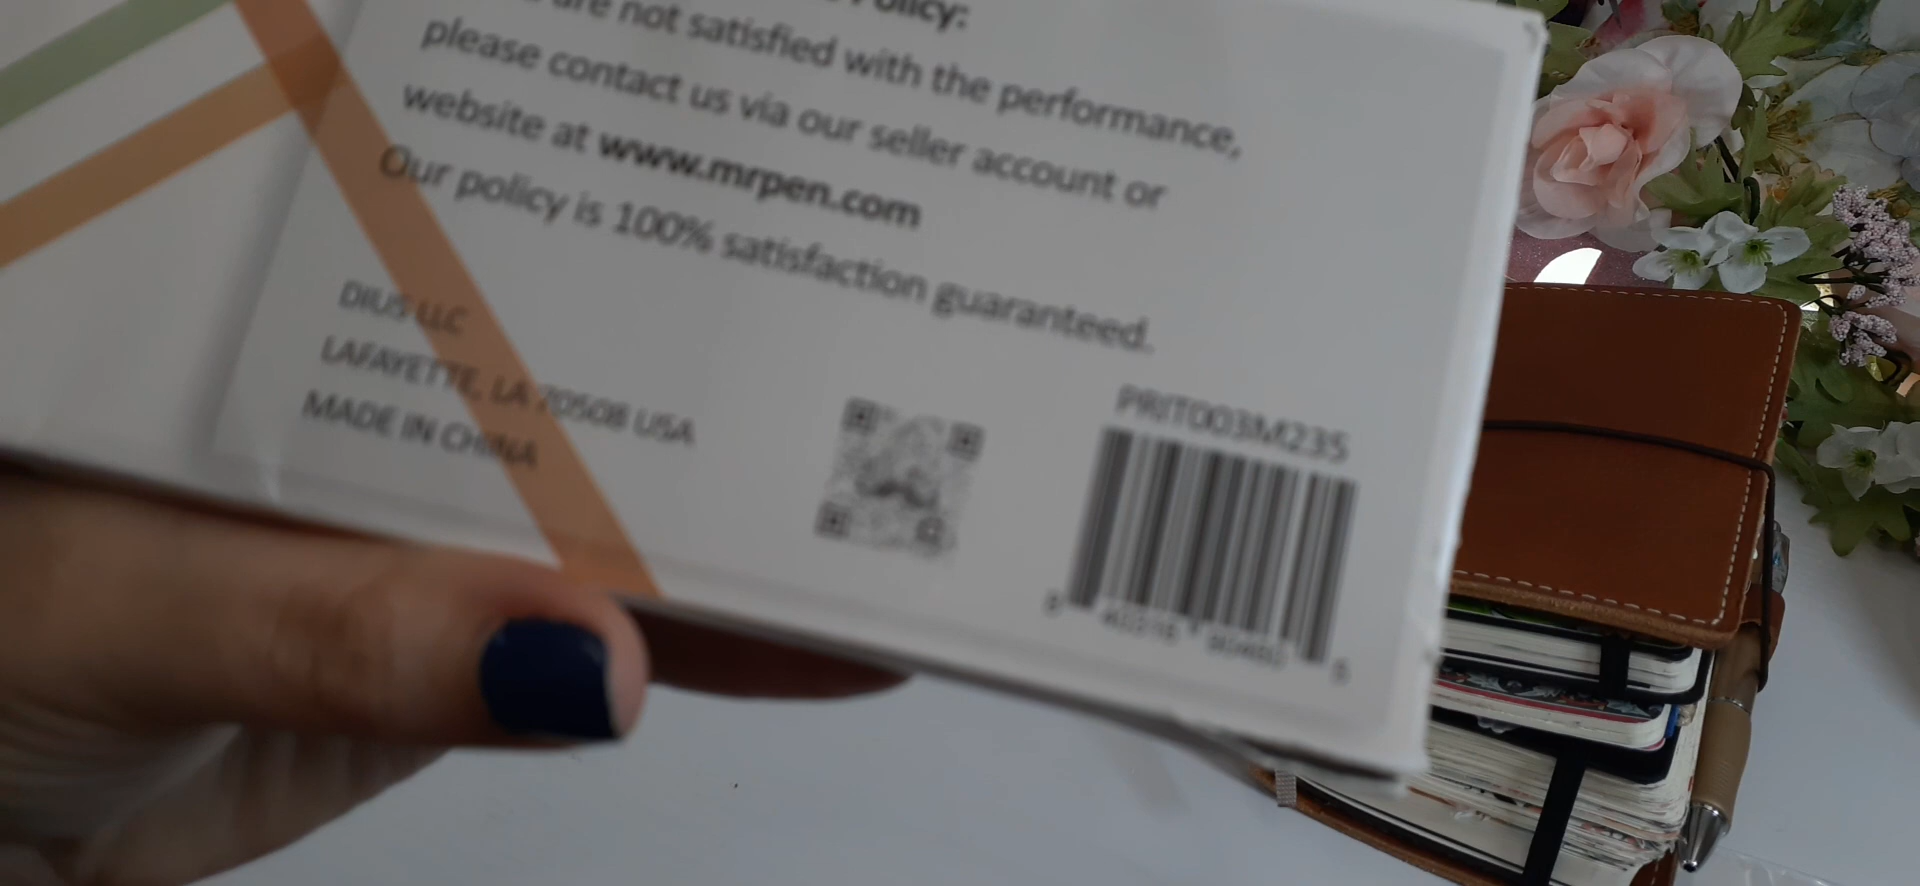 Policy:
are not satisfied with the performance,
please contact us via our seller account or
website at www.mrpen.com
Our policy is 100% satisfaction guaranteed.
DIUS LLC
LAFAYETTE, LA 70508 USA
MADE IN CHINA
PRIT003M235